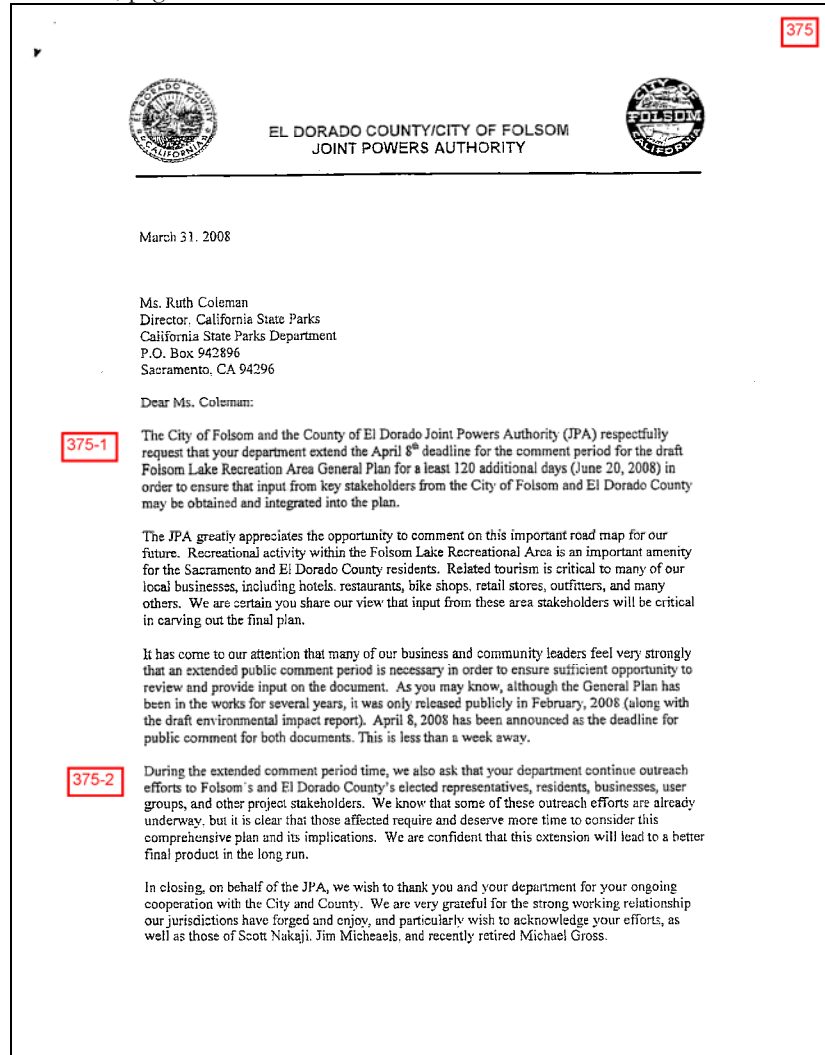 375
EL DORADO COUNTY
CALIFORNIA
CITY OF
FOLSOM
CALIFORNIA
EL DORADO COUNTY/CITY OF FOLSOM
JOINT POWERS AUTHORITY
March 31. 2008
Ms. Ruth Coleman
Director, California State Parks
California State Parks Department
P.O. Box 942896
Sacramento, CA 94296
Dear Ms. Coleman:
375-1
The City of Folsom and the County of El Dorado Joint Powers Authority (JPA) respectfully
request that your department extend the April 8th deadline for the comment period for the draft
Folsom Lake Recreation Area General Plan for a least 120 additional days (June 20, 2008) in
order to ensure that input from key stakeholders from the City of Folsom and El Dorado County
may be obtained and integrated into the plan.
The JPA greatly appreciates the opportunity to comment on this important road map for our
future. Recreational activity within the Folsom Lake Recreational Area is an important amenity
for the Sacramento and El Dorado County residents. Related tourism is critical to many of our
local businesses, including hotels. restaurants, bike shops, retail stores, outfitters, and many
others. We are certain you share our view that input from these area stakeholders will be critical
in carving out the final plan.
It has come to our attention that many of our business and community leaders feel very strongly
that an extended public comment period is necessary in order to ensure sufficient opportunity to
review and provide input on the document. As you may know, although the General Plan has
been in the works for several years, it was only released publicly in February, 2008 (along with
the draft environmental impact report). April 8, 2008 has been announced as the deadline for
public comment for both documents. This is less than a week away.
375-2
During the extended comment period time, we also ask that your department continue outreach
efforts to Folsom's and El Dorado County's elected representatives, residents, businesses, user
groups, and other project stakeholders. We know that some of these outreach efforts are already
underway, but it is clear that those affected require and deserve more time to consider this
comprehensive plan and its implications. We are confident that this extension will lead to a better
final product in the long run.
In closing, on behalf of the JPA, we wish to thank you and your department for your ongoing
cooperation with the City and County. We are very grateful for the strong working relationship
our jurisdictions have forged and enjoy, and particularly wish to acknowledge your efforts, as
well as those of Scott Nakaji, Jim Micheaels, and recently retired Michael Gross.